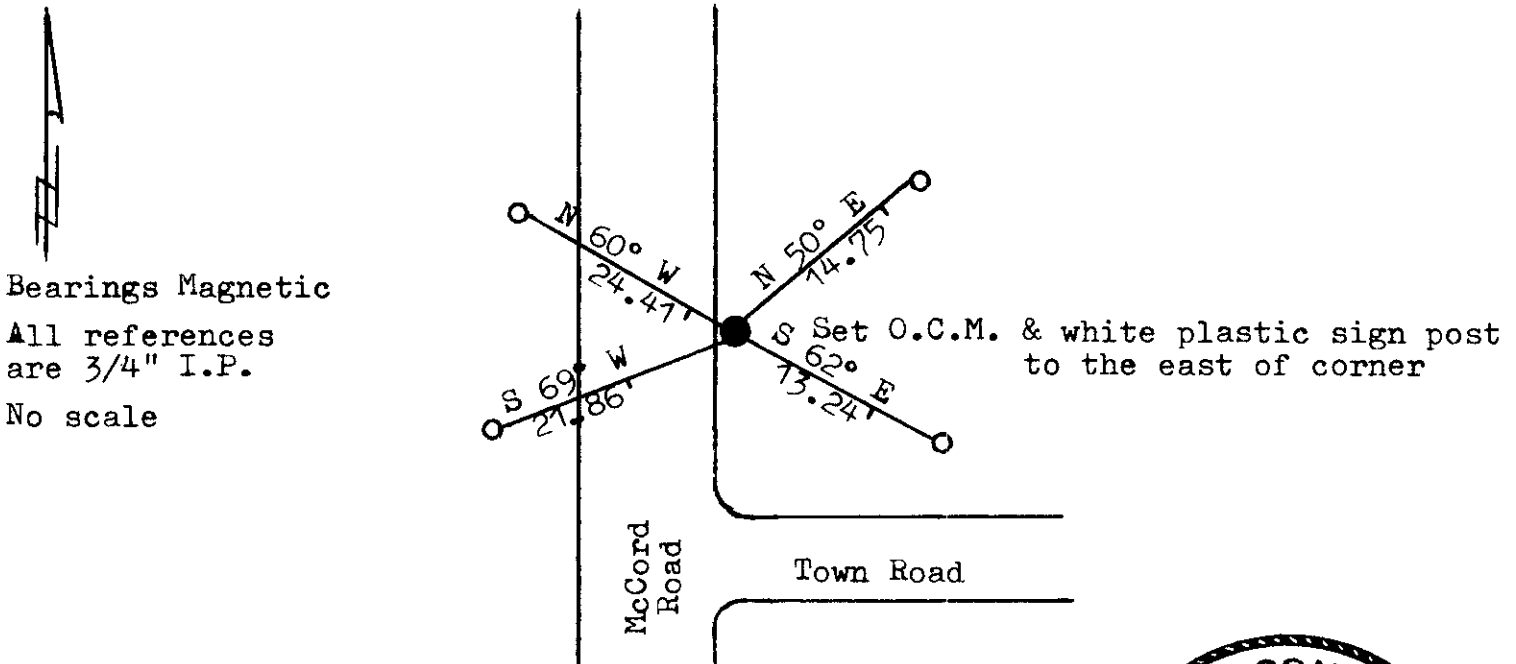 N
Bearings Magnetic
All references
are 3/4" I.P.
No scale
N 60° W
24.41'
N 50° E
14.75'
Set O.C.M. & white plastic sign post
to the east of corner
S 69° W
21.86'
S 62° E
13.24'
McCord
Road
Town Road